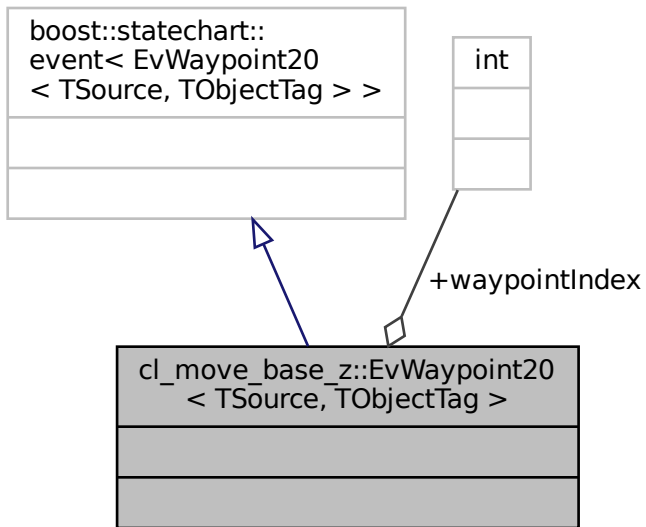 boost::statechart::
event< EvWaypoint20
< TSource, TObjectTag > >
int
+waypointIndex
cl_move_base_z::EvWaypoint20
< TSource, TObjectTag >